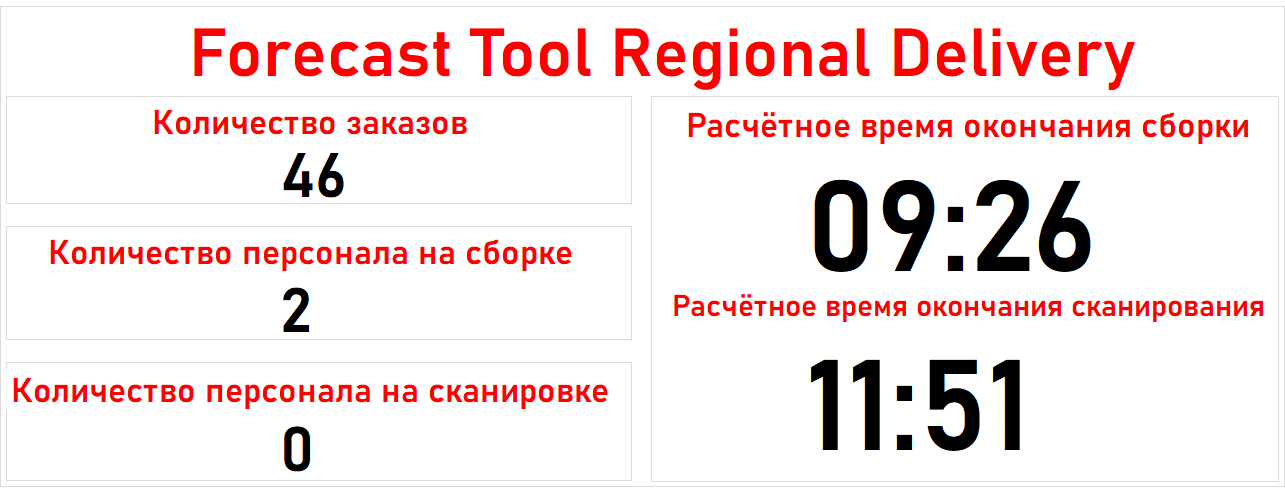 Forecast Tool Regional Delivery
Количество заказов
46
Количество персонала на сборке
2
Количество персонала на сканировке
0
Расчётное время окончания сборки
09:26
Расчётное время окончания сканирования
11:51